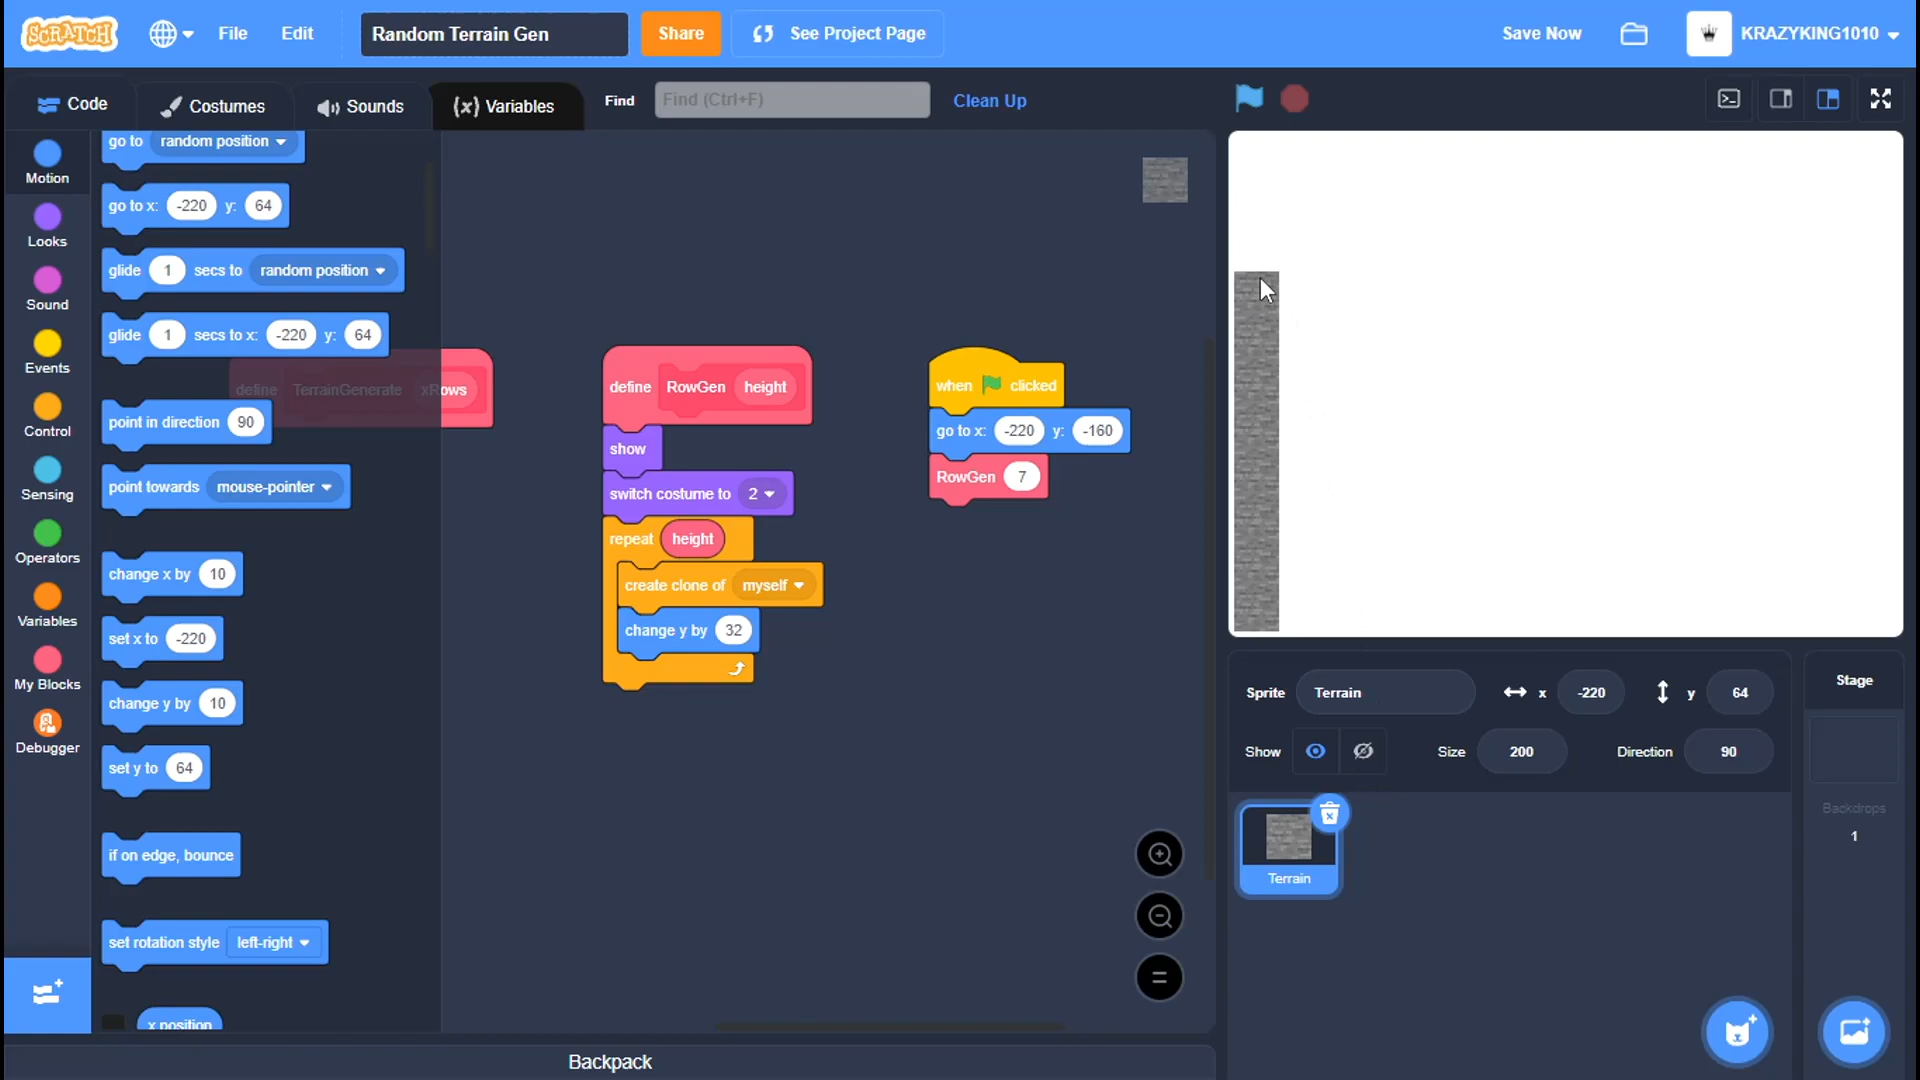 SCRATCH File Edit Random Terrain Gen Share See Project Page Save Now KRAZYKING1010
Code Costumes Sounds (x) Variables Find Find (Ctrl+F) Clean Up
Motion
Looks
Sound
Events
Control
Sensing
Operators
Variables
My Blocks
Debugger
go to random position
go to x: -220 y: 64
glide 1 secs to random position
glide 1 secs to x: -220 y: 64
point in direction 90
point towards mouse-pointer
change x by 10
set x to -220
change y by 10
set y to 64
if on edge, bounce
set rotation style left-right
x position
define TerrainGenerate xRows
define RowGen height
show
switch costume to 2
repeat height
create clone of myself
change y by 32
when clicked
go to x: -220 y: -160
RowGen 7
Backpack
Sprite Terrain x -220 y 64
Show Size 200 Direction 90
Terrain
Stage
Backdrops
1